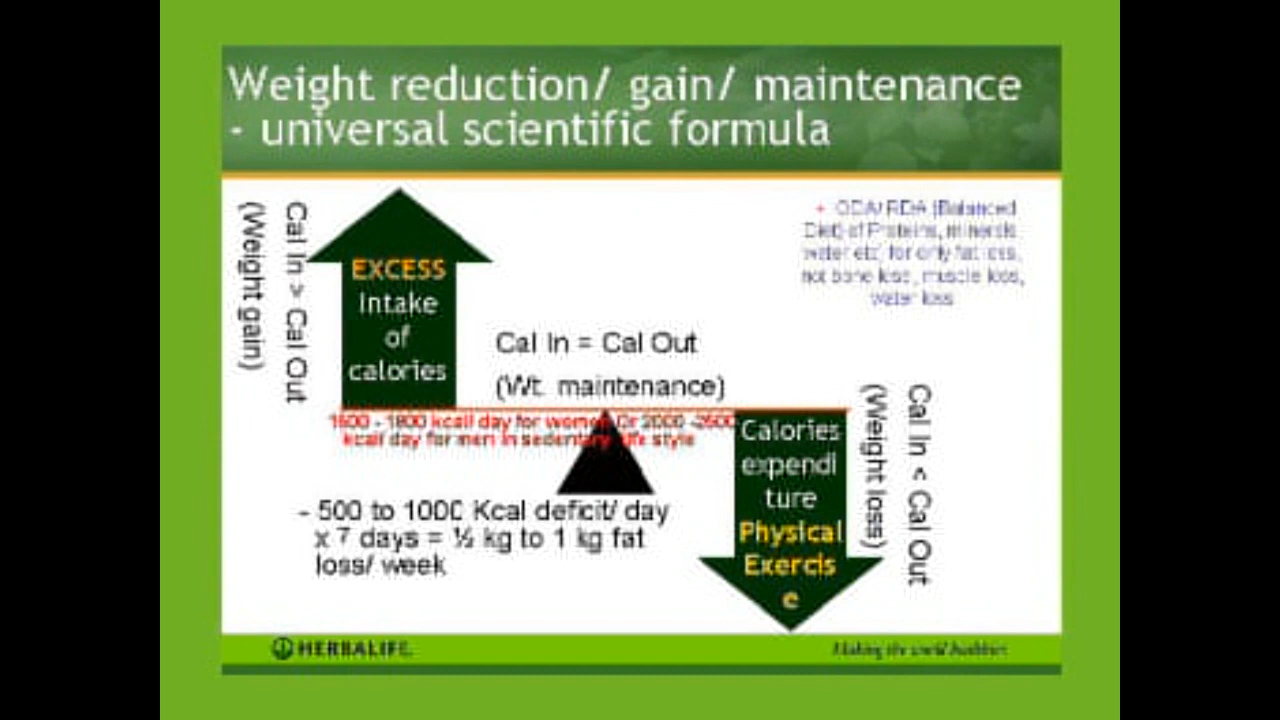 Weight reduction/ gain/ maintenance
- universal scientific formula
Cal In > Cal Out
(Weight gain)
EXCESS
Intake
of
calories
+ GDA/ RDA (Balanced
Diet) of Proteins, minerals,
water etc, for only fat loss,
not bone loss, muscle loss,
water loss
Cal In = Cal Out
(Wt. maintenance)
1600 - 1800 kcal/ day for women Or 2000 -2500
kcal/ day for men in sedentary life style
- 500 to 1000 Kcal deficit/ day
x 7 days = ½ kg to 1 kg fat
loss/ week
Calories
expendi
ture
Physical
Exercis
e
Cal In < Cal Out
(Weight loss)
HERBALIFE.
Making the world healthier.